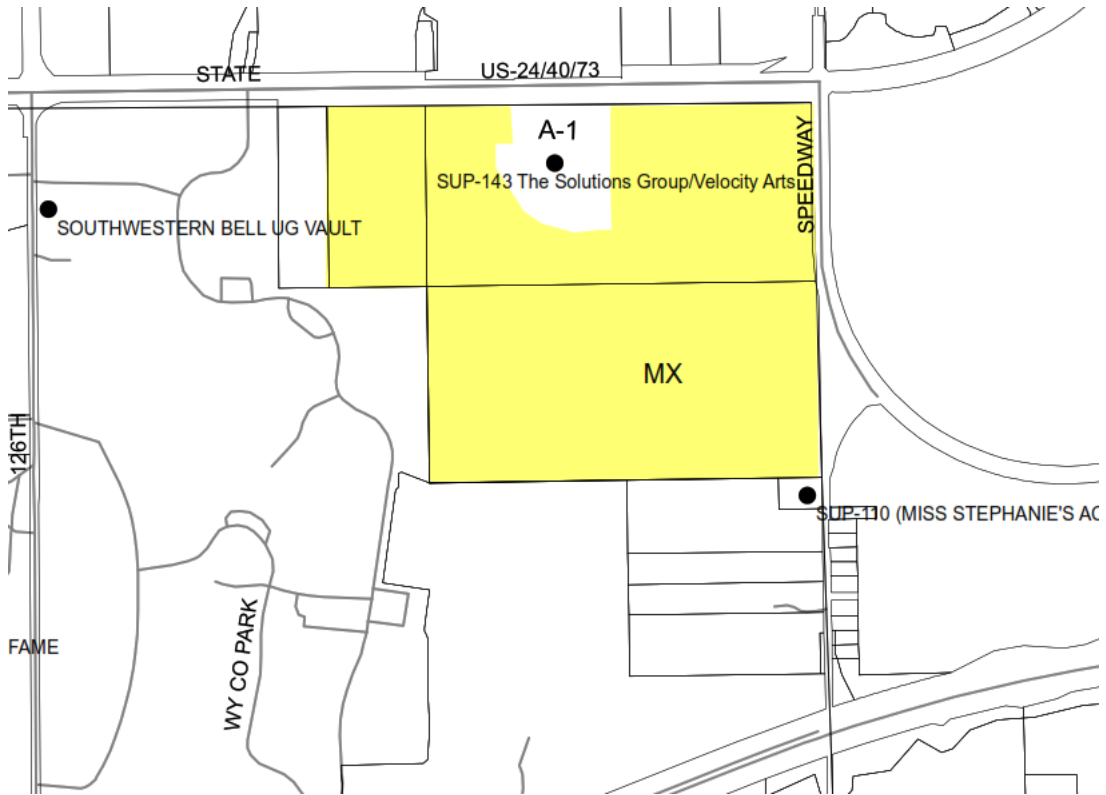 STATE
US-24/40/73
A-1
SPEEDWAY
SUP-143 The Solutions Group/Velocity Arts
SOUTHWESTERN BELL UG VAULT
MX
126TH
SUP-110 (MISS STEPHANIE'S AC
WY CO PARK
FAME